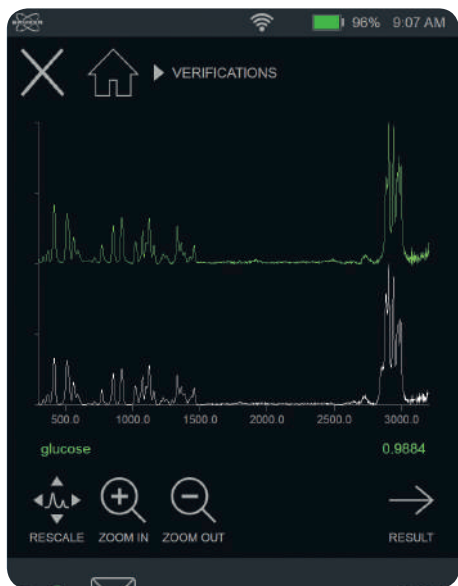 BRUKER
96% 9:07 AM
VERIFICATIONS
500.0 1000.0 1500.0 2000.0 2500.0 3000.0
glucose 0.9884
RESCALE ZOOM IN ZOOM OUT RESULT